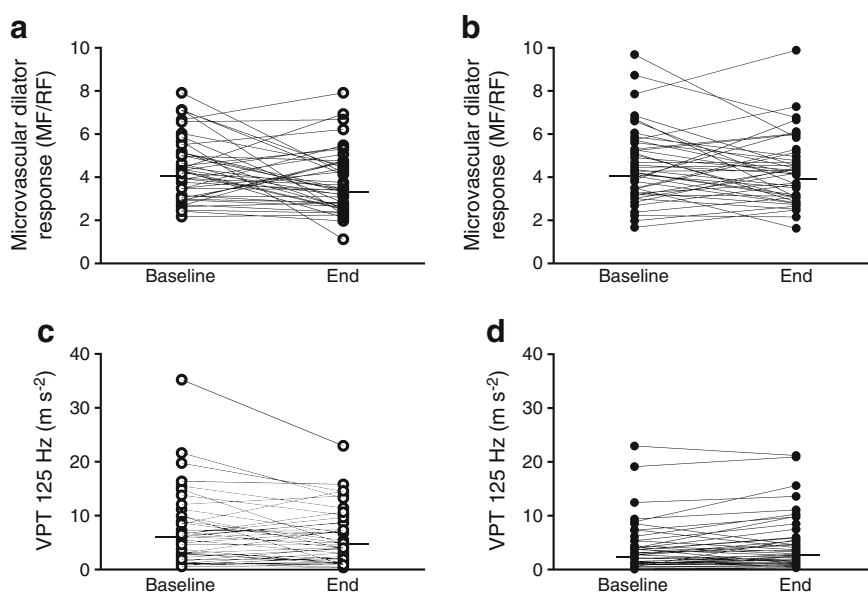 a
Microvascular dilator
response (MF/RF)
10
8
6
4
2
0
Baseline
End
b
Microvascular dilator
response (MF/RF)
10
8
6
4
2
0
Baseline
End
c
VPT 125 Hz (m s-2)
40
30
20
10
0
Baseline
End
d
VPT 125 Hz (m s-2)
40
30
20
10
0
Baseline
End